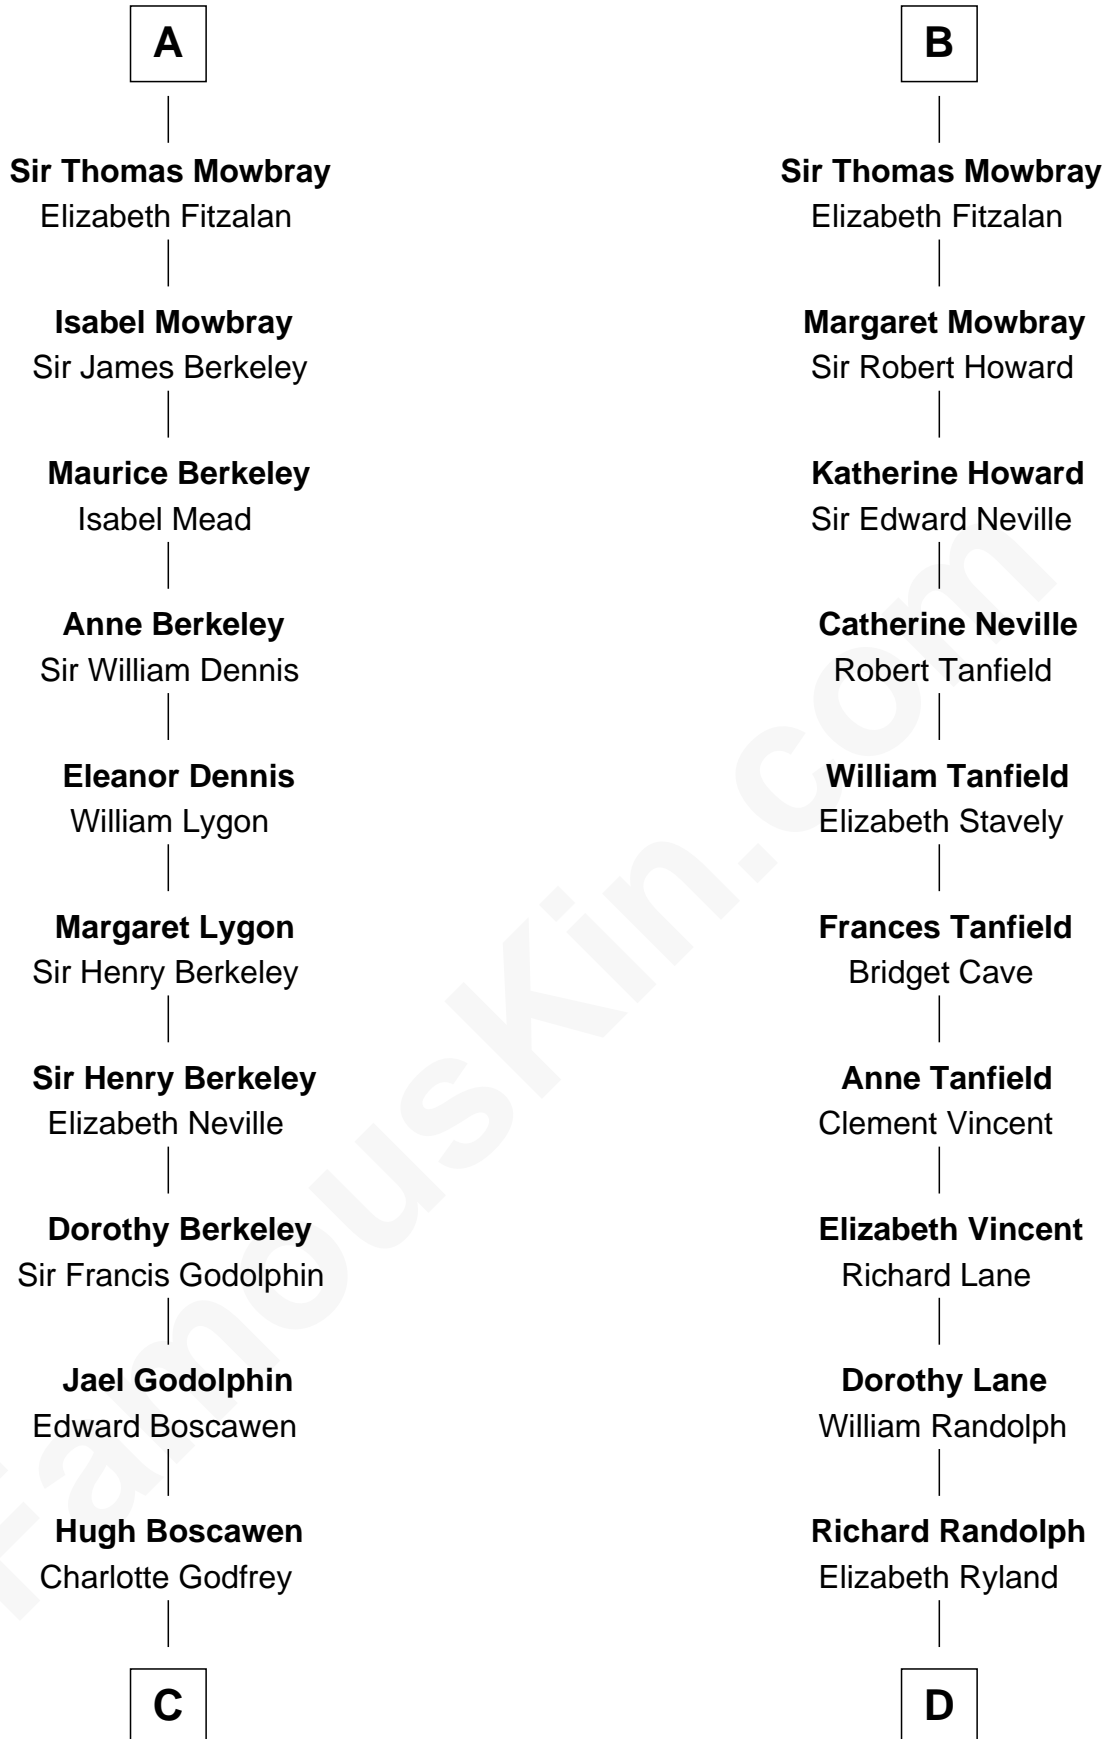 A
Sir Thomas Mowbray
Elizabeth Fitzalan
Isabel Mowbray
Sir James Berkeley
Maurice Berkeley
Isabel Mead
Anne Berkeley
Sir William Dennis
Eleanor Dennis
William Lygon
Margaret Lygon
Sir Henry Berkeley
Sir Henry Berkeley
Elizabeth Neville
Dorothy Berkeley
Sir Francis Godolphin
Jael Godolphin
Edward Boscawen
Hugh Boscawen
Charlotte Godfrey
C
B
Sir Thomas Mowbray
Elizabeth Fitzalan
Margaret Mowbray
Sir Robert Howard
Katherine Howard
Sir Edward Neville
Catherine Neville
Robert Tanfield
William Tanfield
Elizabeth Stavely
Frances Tanfield
Bridget Cave
Anne Tanfield
Clement Vincent
Elizabeth Vincent
Richard Lane
Dorothy Lane
William Randolph
Richard Randolph
Elizabeth Ryland
D
FamousKin.com